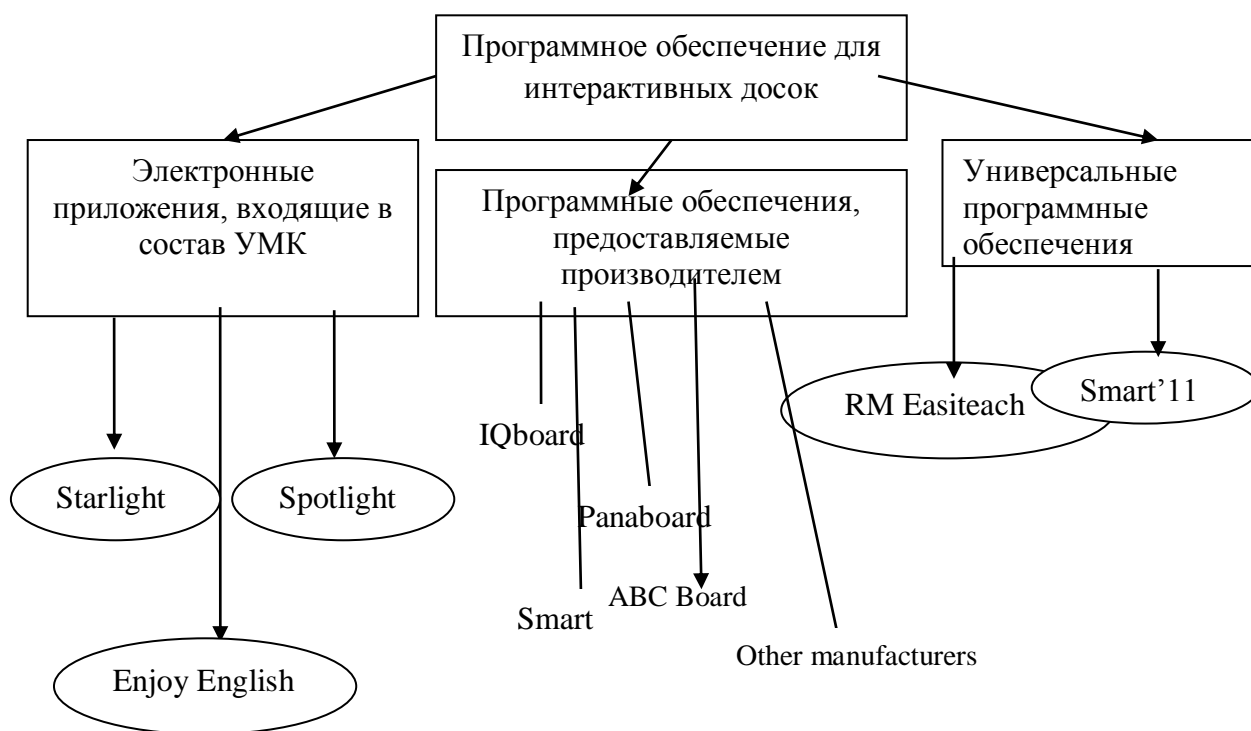 Программное обеспечение для
интерактивных досок
Электронные
приложения, входящие в
состав УМК
Программные обеспечения,
предоставляемые
производителем
Универсальные
программные
обеспечения
RM Easiteach
Smart’11
IQboard
Starlight
Spotlight
Panaboard
ABC Board
Smart
Other manufacturers
Enjoy English